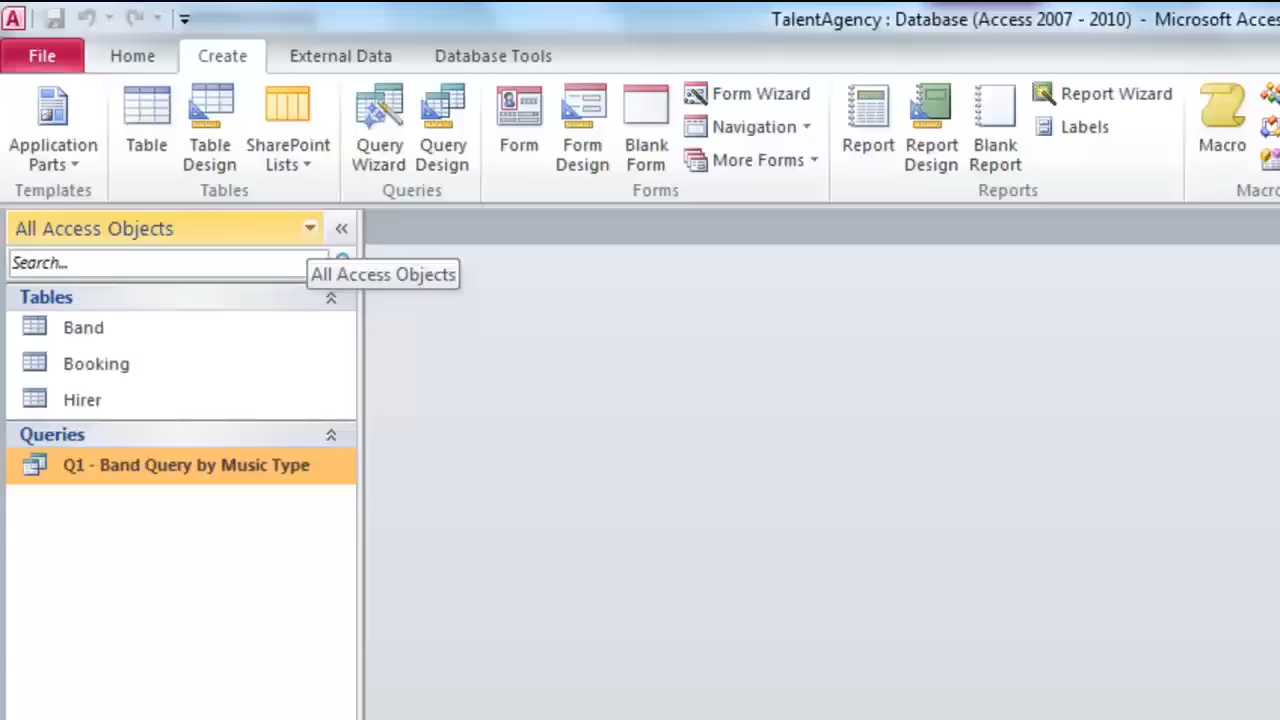 TalentAgency : Database (Access 2007 - 2010) - Microsoft Acces
File Home Create External Data Database Tools
Application Parts
Table
Table Design
SharePoint Lists
Query Wizard
Query Design
Form
Form Design
Blank Form
Form Wizard
Navigation
More Forms
Report
Report Design
Blank Report
Report Wizard
Labels
Macro
Templates Tables Queries Forms Reports Macro
All Access Objects
Search...
All Access Objects
Tables
Band
Booking
Hirer
Queries
Q1 - Band Query by Music Type